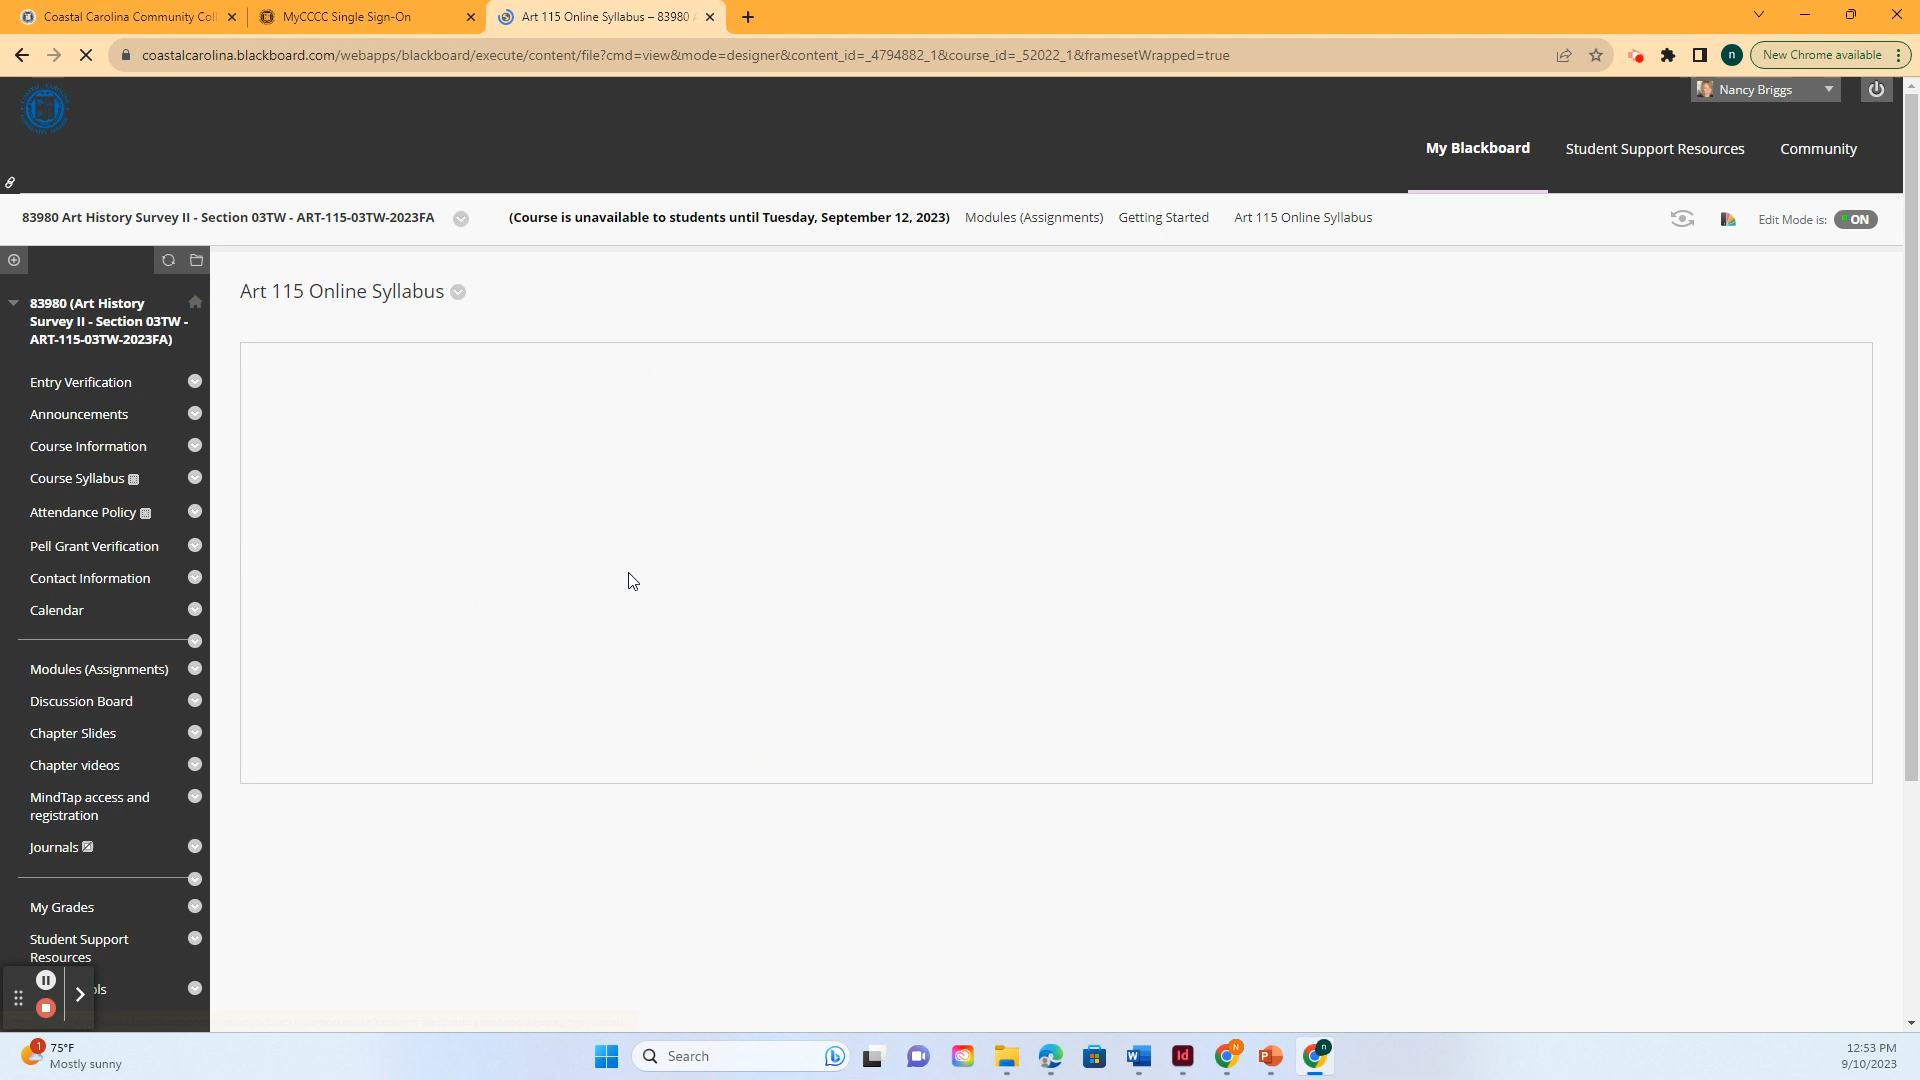 Coastal Carolina Community Coll
MyCCCC Single Sign-On
Art 115 Online Syllabus – 83980
coastalcarolina.blackboard.com/webapps/blackboard/execute/content/file?cmd=view&mode=designer&content_id=_4794882_1&course_id=_52022_1&framesetWrapped=true
n
New Chrome available
Nancy Briggs
My Blackboard
Student Support Resources
Community
83980 Art History Survey II - Section 03TW - ART-115-03TW-2023FA
(Course is unavailable to students until Tuesday, September 12, 2023)
Modules (Assignments)
Getting Started
Art 115 Online Syllabus
Edit Mode is:
ON
Art 115 Online Syllabus
83980 (Art History
Survey II - Section 03TW -
ART-115-03TW-2023FA)
Entry Verification
Announcements
Course Information
Course Syllabus
Attendance Policy
Pell Grant Verification
Contact Information
Calendar
Modules (Assignments)
Discussion Board
Chapter Slides
Chapter videos
MindTap access and
registration
Journals
My Grades
Student Support
Resources
ols
1
75°F
Mostly sunny
Search
12:53 PM
9/10/2023